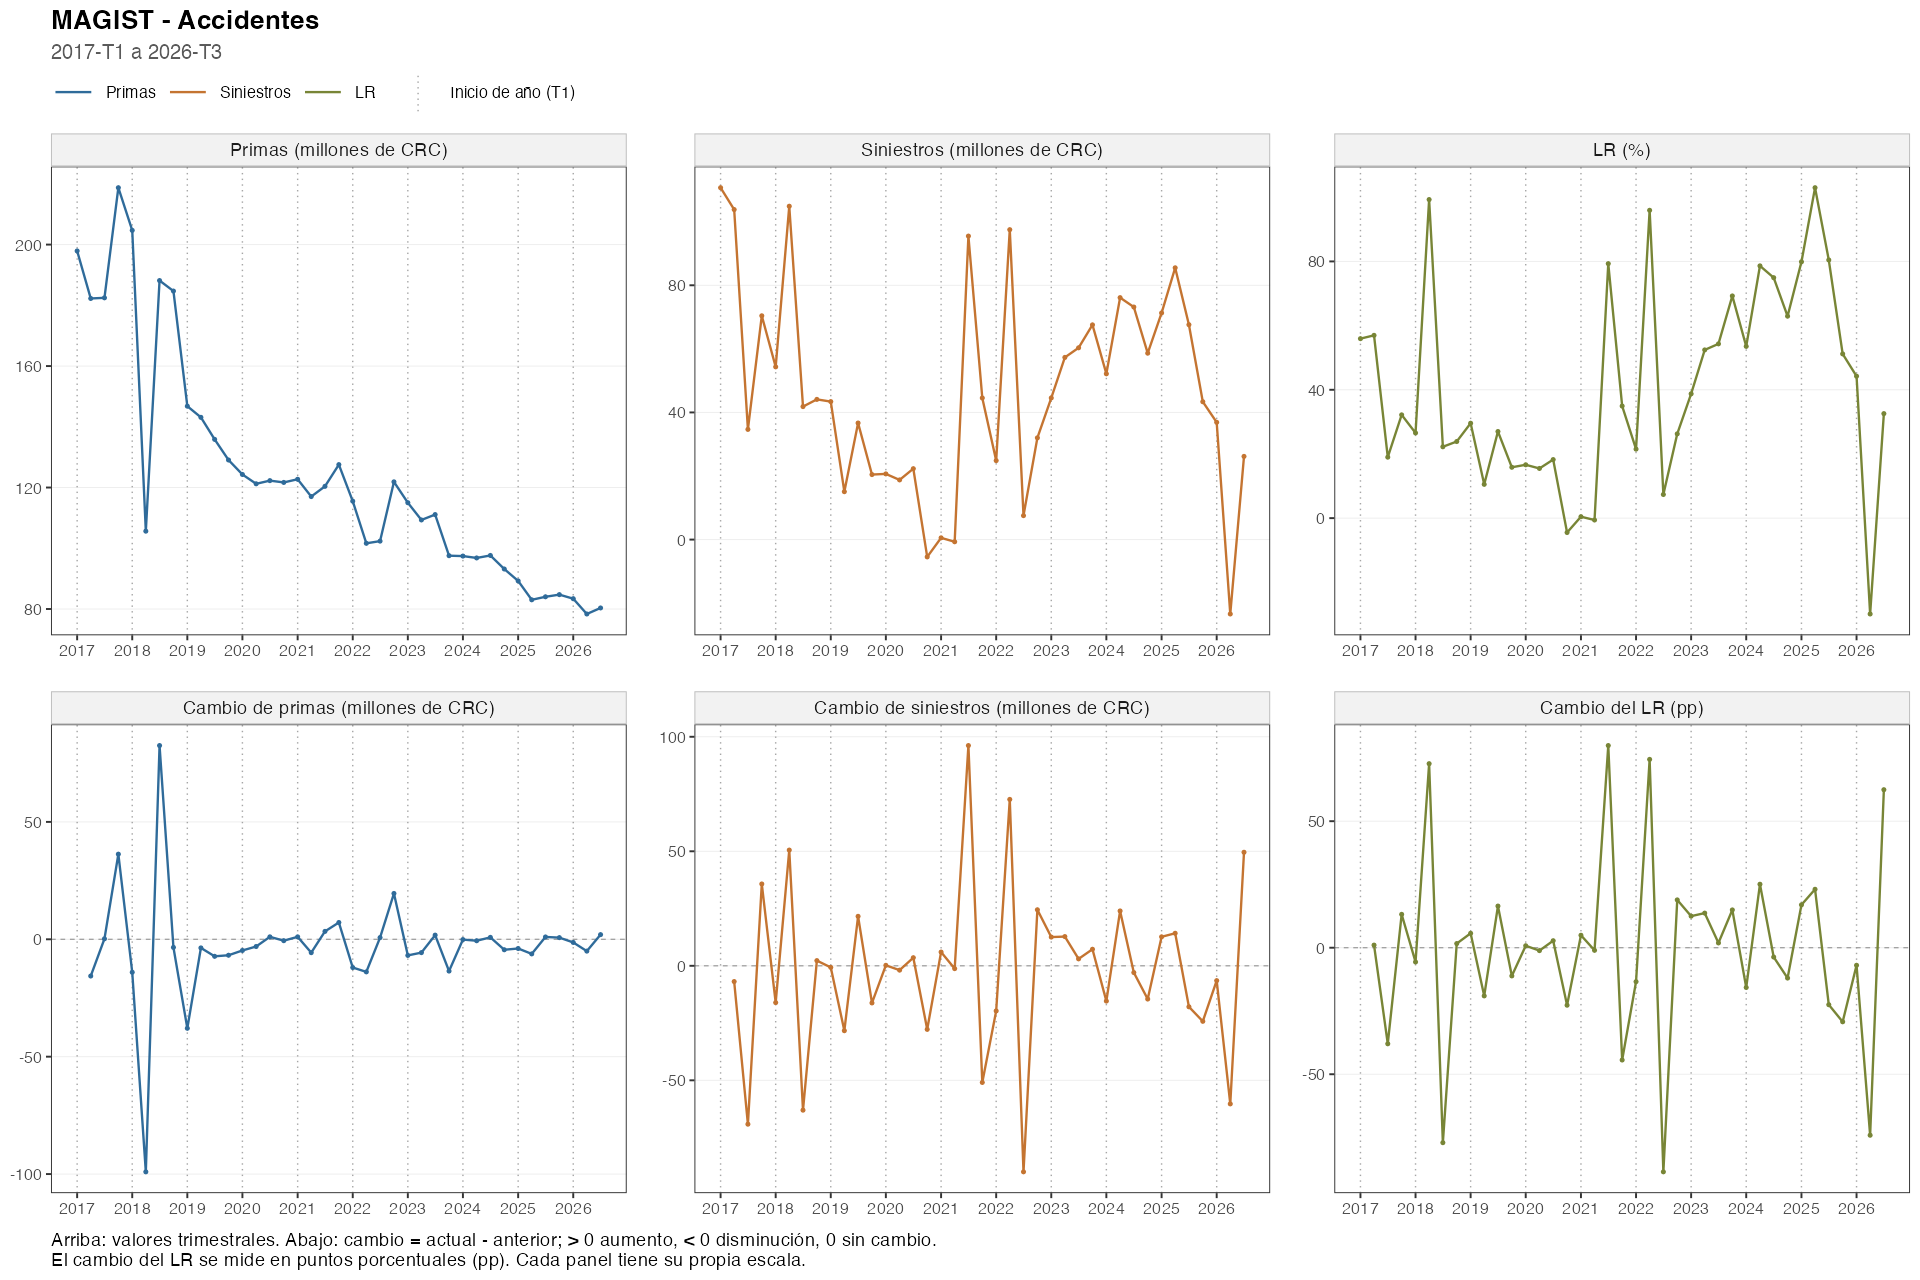 MAGIST - Accidentes
2017-T1 a 2026-T3
Primas Siniestros LR Inicio de año (T1)
Primas (millones de CRC)
200
160
120
80
2017 2018 2019 2020 2021 2022 2023 2024 2025 2026
Siniestros (millones de CRC)
80
40
0
2017 2018 2019 2020 2021 2022 2023 2024 2025 2026
LR (%)
80
40
0
2017 2018 2019 2020 2021 2022 2023 2024 2025 2026
Cambio de primas (millones de CRC)
50
0
-50
-100
2017 2018 2019 2020 2021 2022 2023 2024 2025 2026
Cambio de siniestros (millones de CRC)
100
50
0
-50
2017 2018 2019 2020 2021 2022 2023 2024 2025 2026
Cambio del LR (pp)
50
0
-50
2017 2018 2019 2020 2021 2022 2023 2024 2025 2026
Arriba: valores trimestrales. Abajo: cambio = actual - anterior; > 0 aumento, < 0 disminución, 0 sin cambio.
El cambio del LR se mide en puntos porcentuales (pp). Cada panel tiene su propia escala.